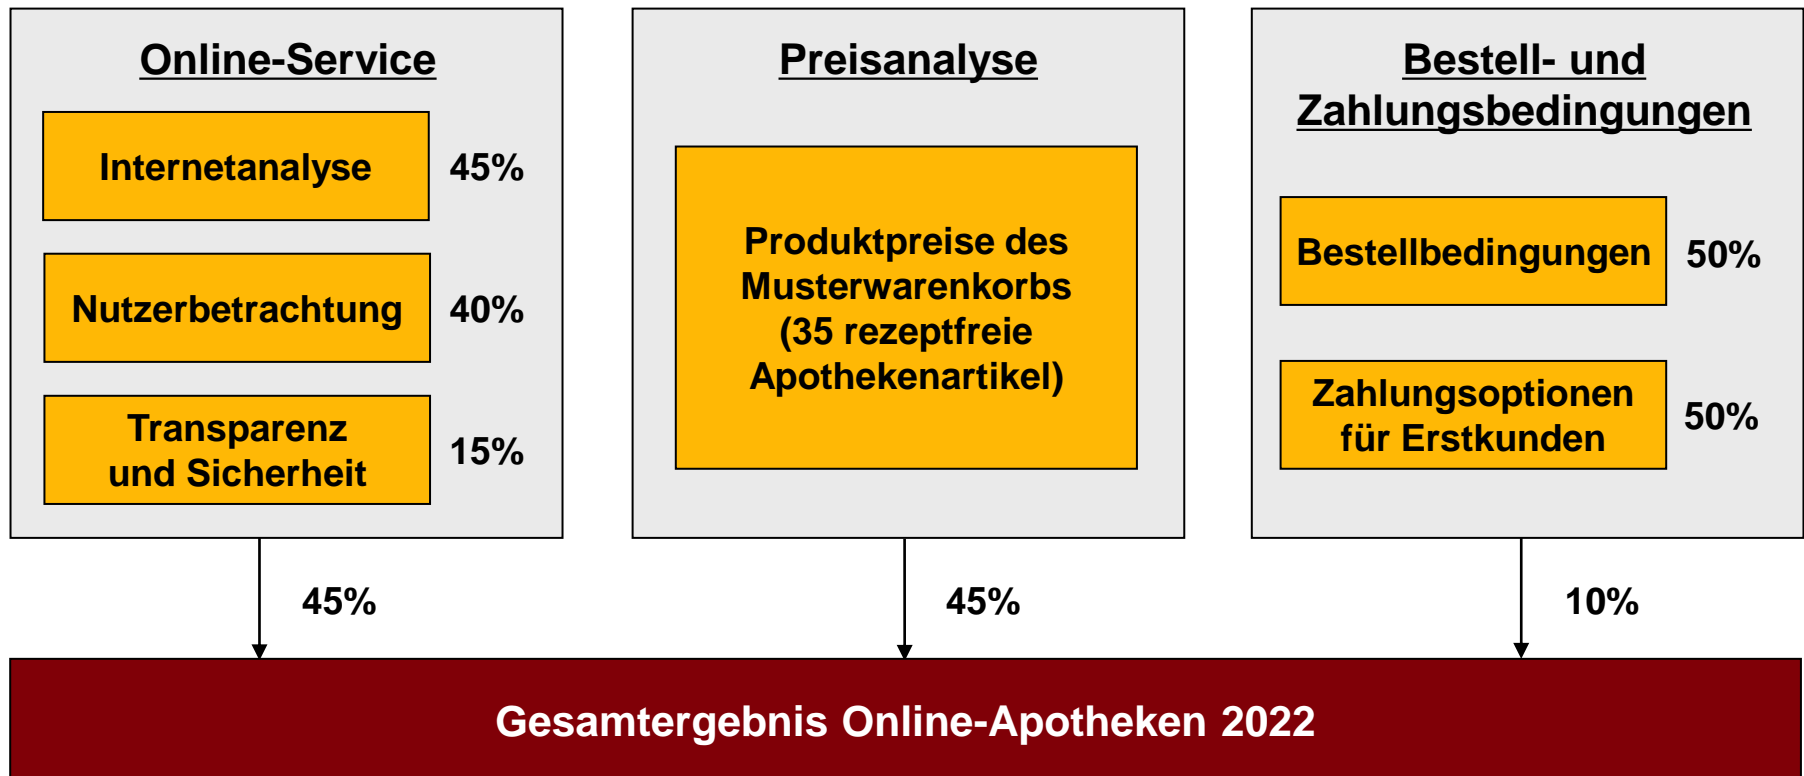 Online-Service
Internetanalyse
45%
Nutzerbetrachtung
40%
Transparenz
und Sicherheit
15%
45%
Preisanalyse
Produktpreise des
Musterwarenkorbs
(35 rezeptfreie
Apothekenartikel)
45%
Bestell- und
Zahlungsbedingungen
Bestellbedingungen
50%
Zahlungsoptionen
für Erstkunden
50%
10%
Gesamtergebnis Online-Apotheken 2022